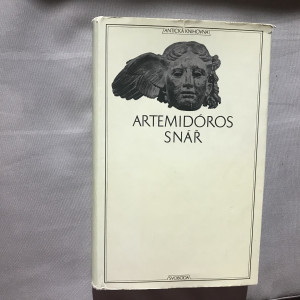 ANTICKÁ KNIHOVNA
ARTEMIDÓROS
SNÁŘ
SVOBODA